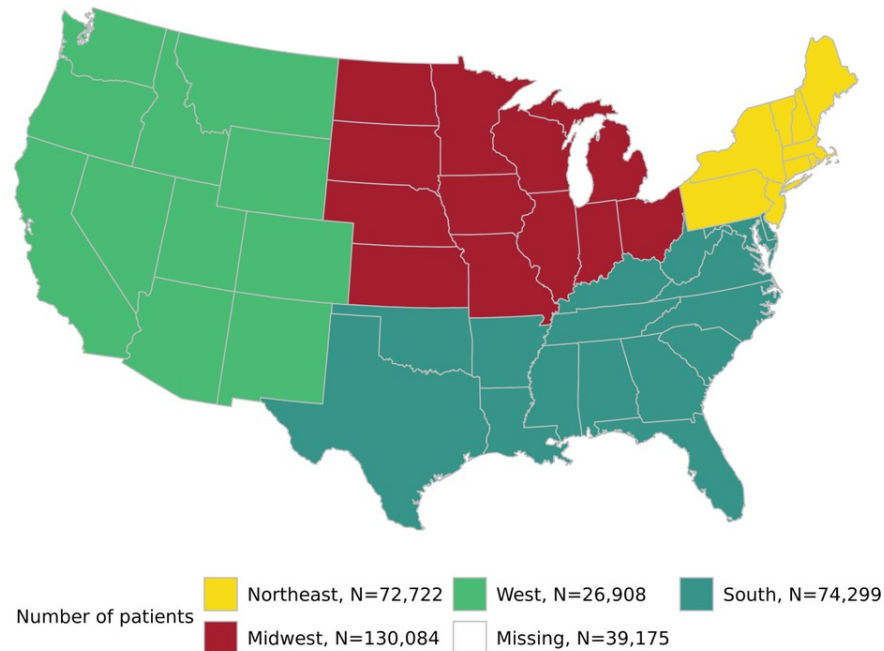 Number of patients
Northeast, N=72,722
West, N=26,908
South, N=74,299
Midwest, N=130,084
Missing, N=39,175